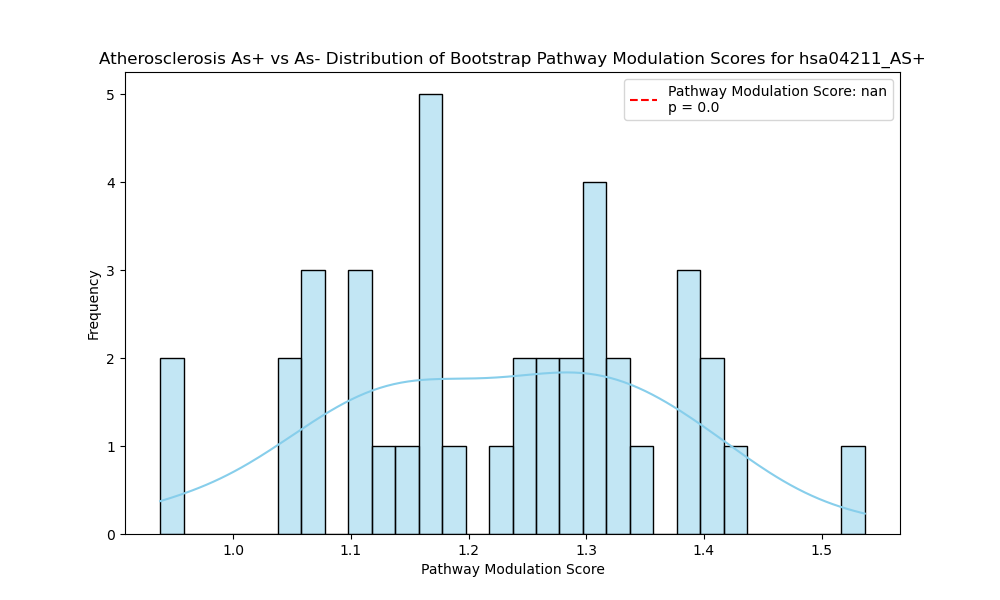 Atherosclerosis As+ vs As- Distribution of Bootstrap Pathway Modulation Scores for hsa04211_AS+
Pathway Modulation Score: nan
p = 0.0
Frequency
5
4
3
2
1
0
1.0 1.1 1.2 1.3 1.4 1.5
Pathway Modulation Score